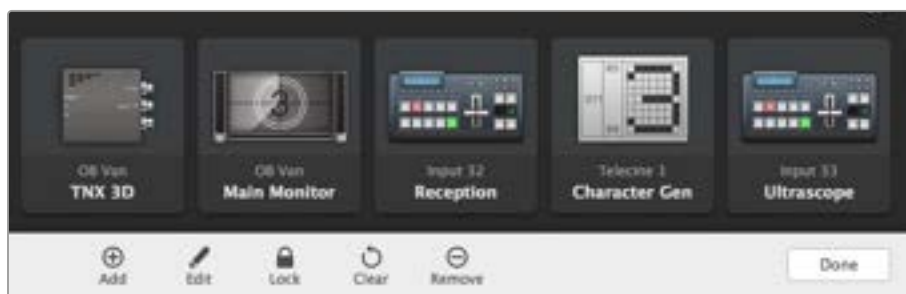 OB Van
TNX 3D
OB Van
Main Monitor
Input 32
Reception
Telecine 1
Character Gen
Input 33
Ultrascope
Add
Edit
Lock
Clear
Remove
Done